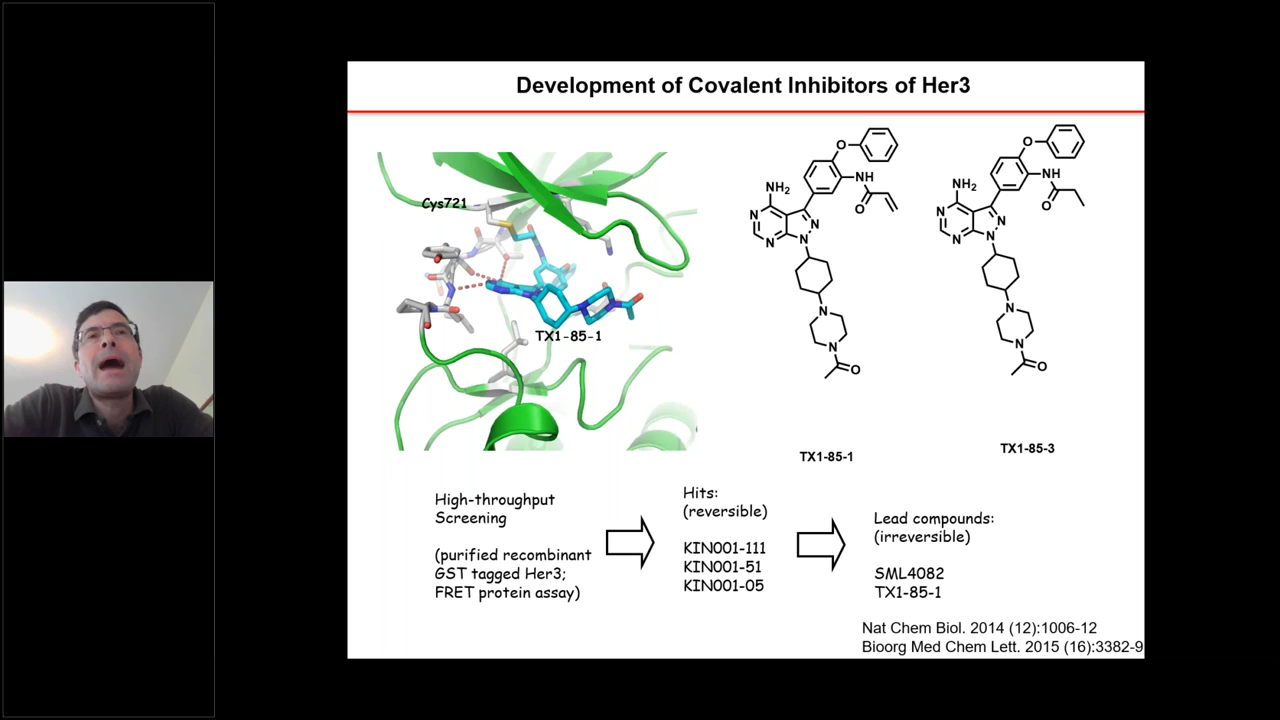 Development of Covalent Inhibitors of Her3
Cys721
TX1-85-1
O
NH
O
NH₂
N
N
N
N
N
N
O
TX1-85-1
O
NH
O
NH₂
N
N
N
N
N
N
O
TX1-85-3
High-throughput
Screening
(purified recombinant
GST tagged Her3;
FRET protein assay)
Hits:
(reversible)
KIN001-111
KIN001-51
KIN001-05
Lead compounds:
(irreversible)
SML4082
TX1-85-1
Nat Chem Biol. 2014 (12):1006-12
Bioorg Med Chem Lett. 2015 (16):3382-9